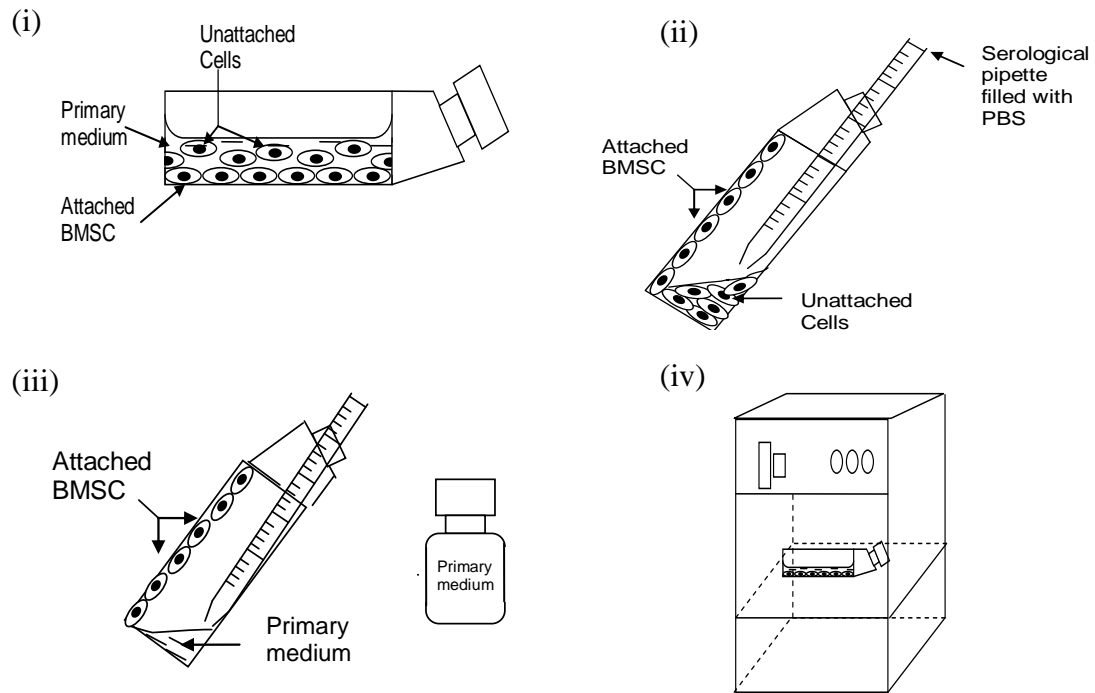 (i)
Unattached
Cells
Primary
medium
Attached
BMSC
(ii)
Serological
pipette
filled with
PBS
Attached
BMSC
Unattached
Cells
(iii)
Attached
BMSC
Primary
medium
Primary
medium
(iv)